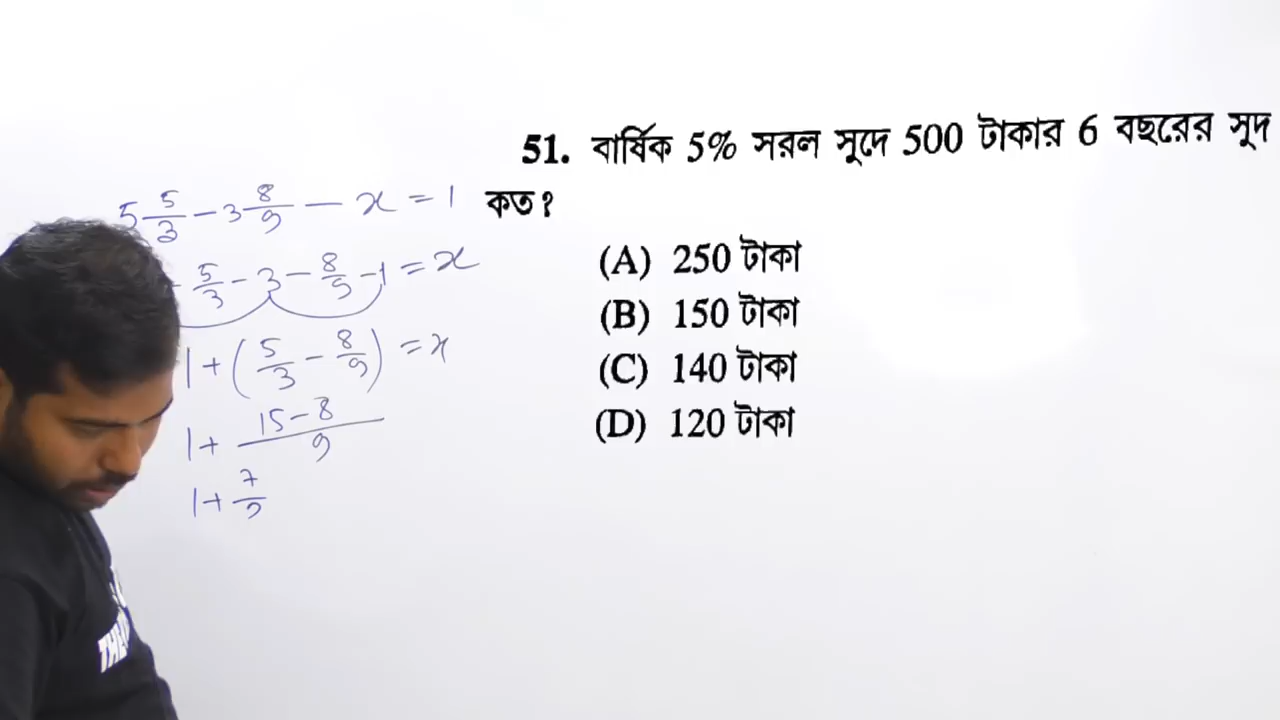 5 5/3 - 3 8/9 - x = 1
5/3 - 3 - 8/9 - 1 = x
1 + (5/3 - 8/9) = x
1 + 15-8/9
1 + 7/9
51. বার্ষিক 5% সরল সুদে 500 টাকার 6 বছরের সুদ
কত?
(A) 250 টাকা
(B) 150 টাকা
(C) 140 টাকা
(D) 120 টাকা